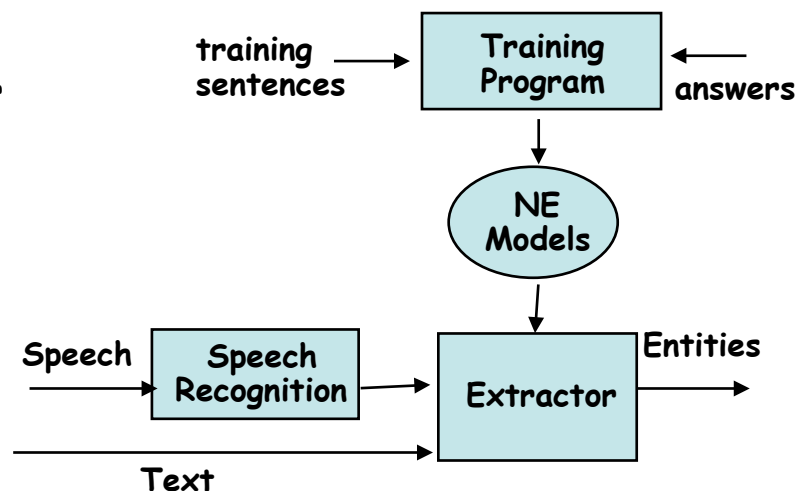 training
sentences
Training
Program
answers
NE
Models
Speech
Speech
Recognition
Extractor
Entities
Text